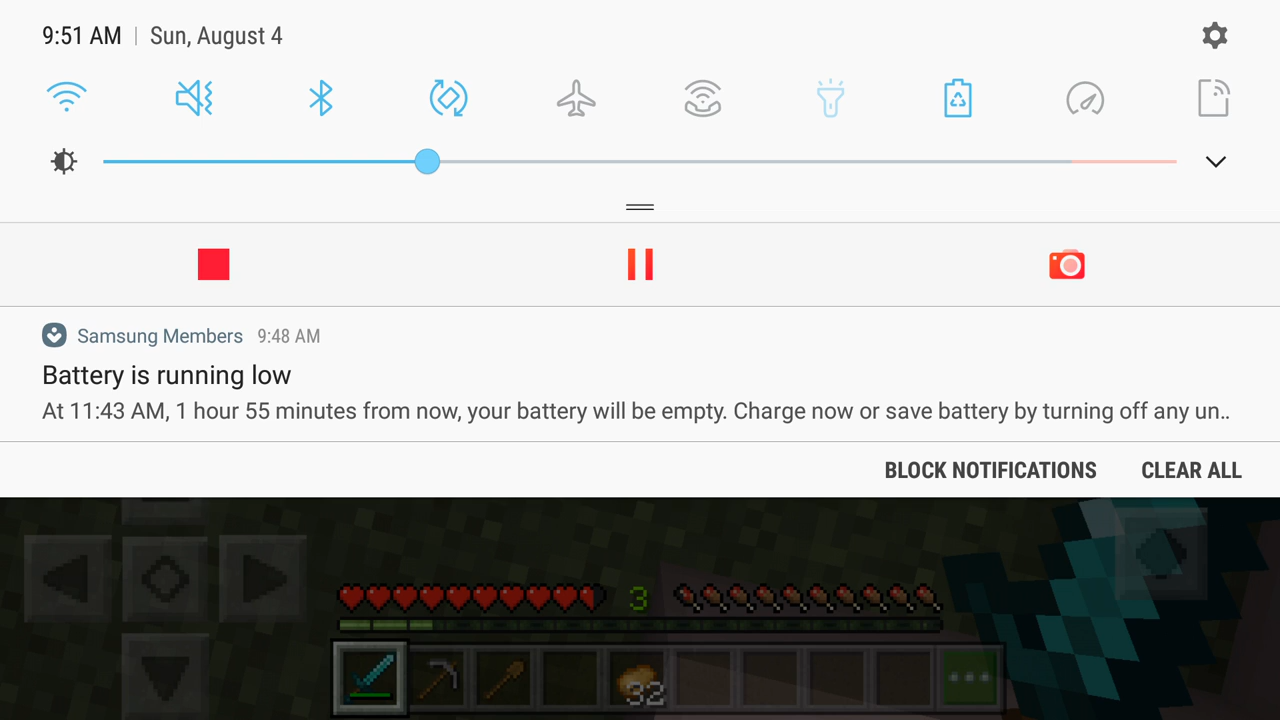 9:51 AM | Sun, August 4
Samsung Members 9:48 AM
Battery is running low
At 11:43 AM, 1 hour 55 minutes from now, your battery will be empty. Charge now or save battery by turning off any un..
BLOCK NOTIFICATIONS CLEAR ALL
3
32